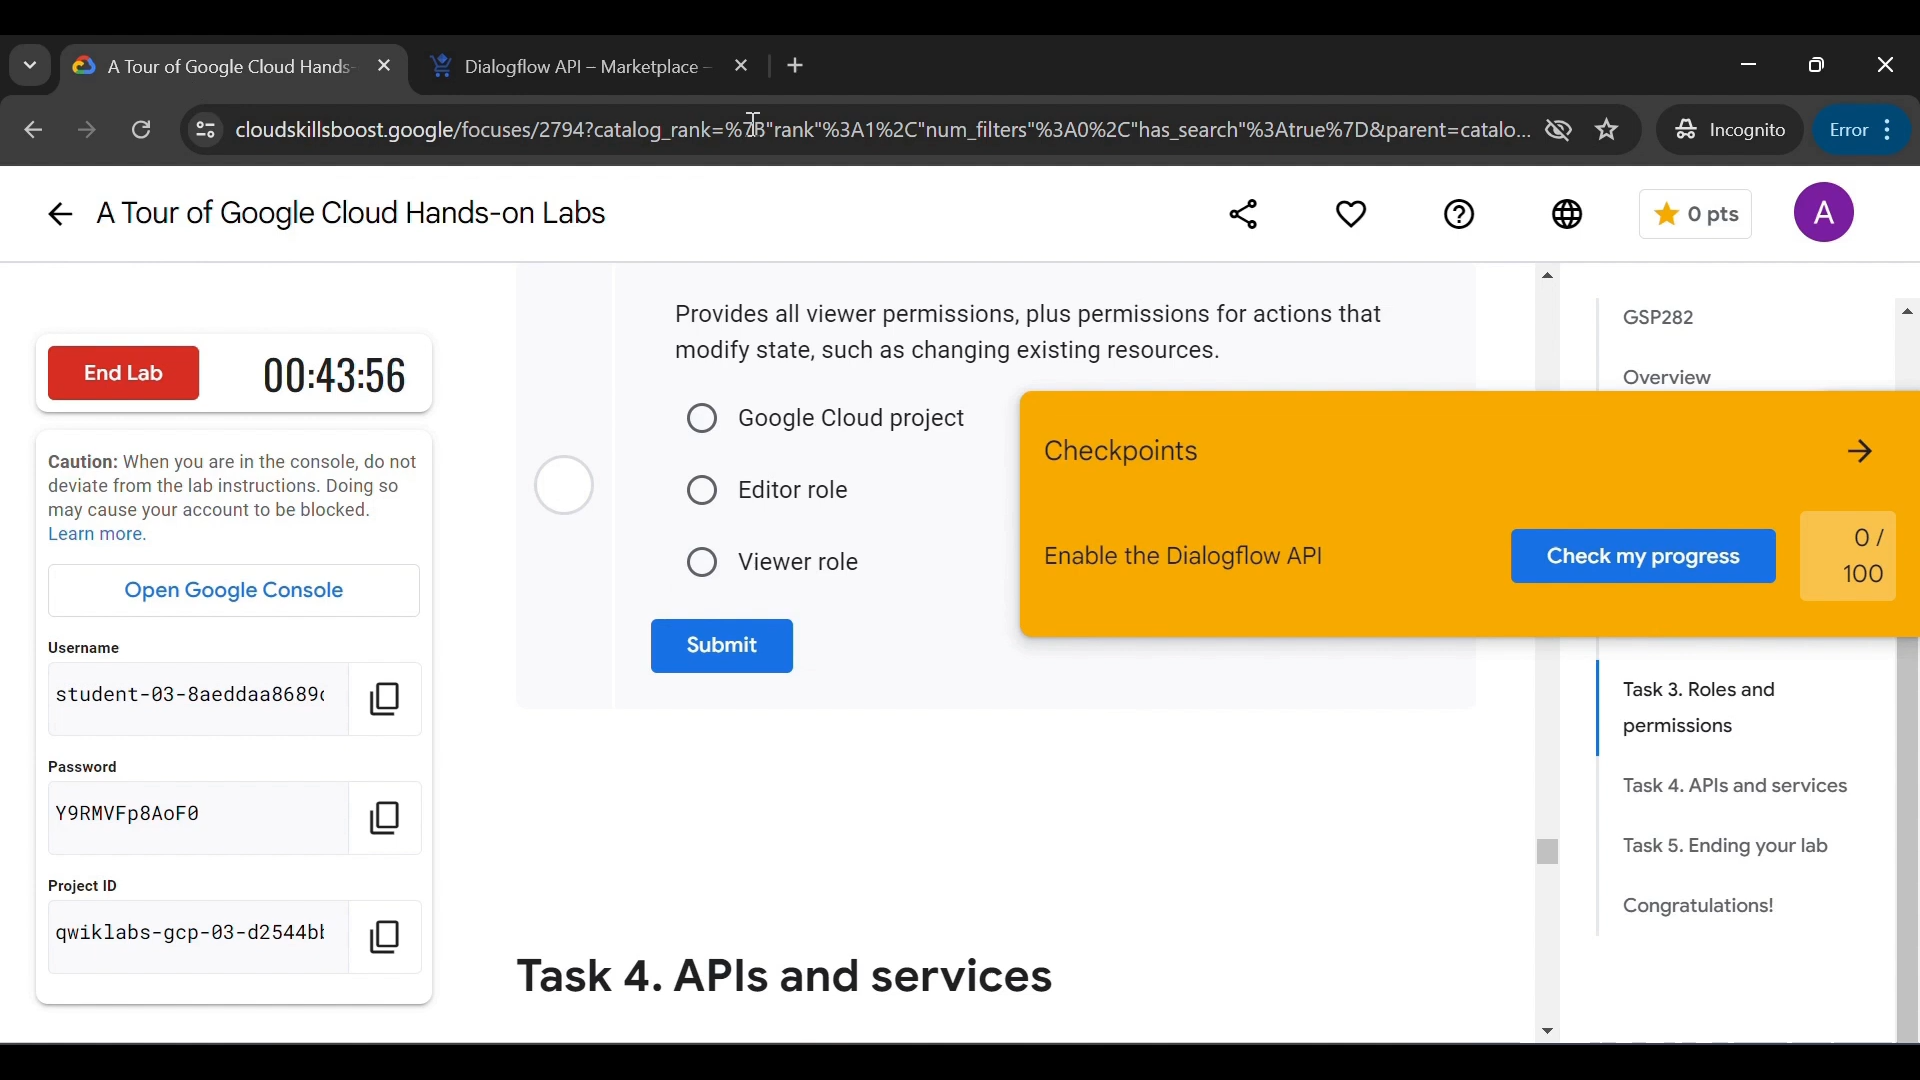 A Tour of Google Cloud Hands-
Dialogflow API – Marketplace –
cloudskillsboost.google/focuses/2794?catalog_rank=%7B"rank"%3A1%2C"num_filters"%3A0%2C"has_search"%3Atrue%7D&parent=catalo...
Incognito
Error
A Tour of Google Cloud Hands-on Labs
0 pts
A
End Lab
00:43:56
Caution: When you are in the console, do not
deviate from the lab instructions. Doing so
may cause your account to be blocked.
Learn more.
Open Google Console
Username
student-03-8aeddaa8689c
Password
Y9RMVFp8AoF0
Project ID
qwiklabs-gcp-03-d2544bb
Provides all viewer permissions, plus permissions for actions that
modify state, such as changing existing resources.
Google Cloud project
Editor role
Viewer role
Submit
Task 4. APIs and services
Checkpoints
Enable the Dialogflow API
Check my progress
0 /
100
GSP282
Overview
Task 3. Roles and
permissions
Task 4. APIs and services
Task 5. Ending your lab
Congratulations!